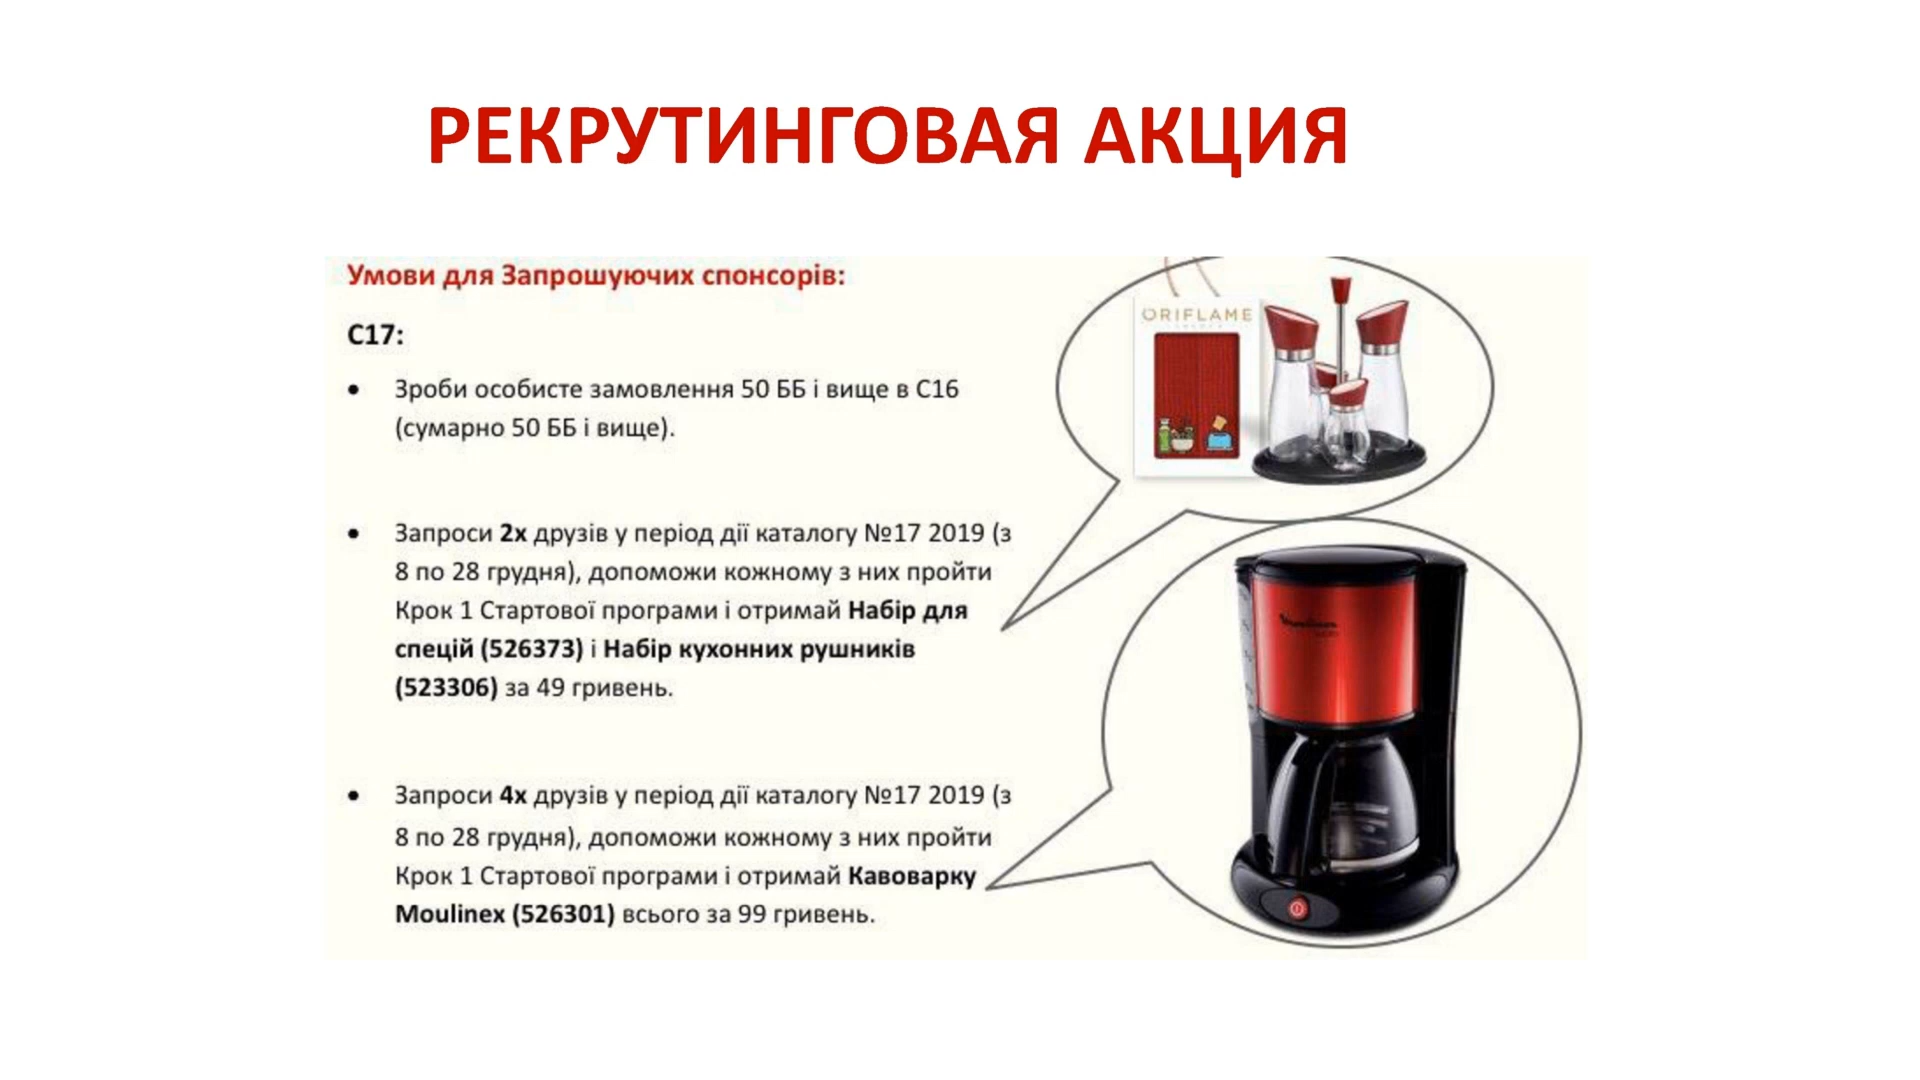 РЕКРУТИНГОВАЯ АКЦИЯ
Умови для Запрошуючих спонсорів:
С17:
• Зроби особисте замовлення 50 ББ і вище в С16
(сумарно 50 ББ і вище).
• Запроси 2х друзів у період дії каталогу №17 2019 (з
8 по 28 грудня), допоможи кожному з них пройти
Крок 1 Стартової програми і отримай Набір для
спецій (526373) і Набір кухонних рушників
(523306) за 49 гривень.
• Запроси 4х друзів у період дії каталогу №17 2019 (з
8 по 28 грудня), допоможи кожному з них пройти
Крок 1 Стартової програми і отримай Кавоварку
Moulinex (526301) всього за 99 гривень.
ORIFLAME
Moulinex